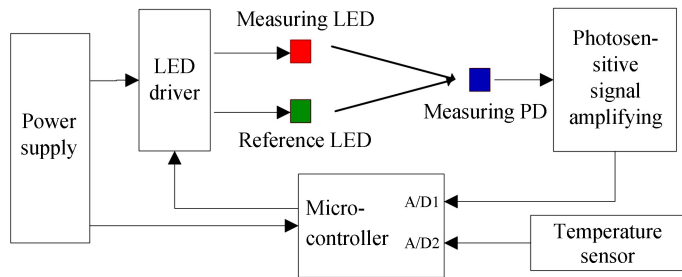 Measuring LED
LED
driver
Photosen-
sitive
signal
amplifying
Power
supply
Measuring PD
Reference LED
Micro-
controller
A/D1
A/D2
Temperature
sensor